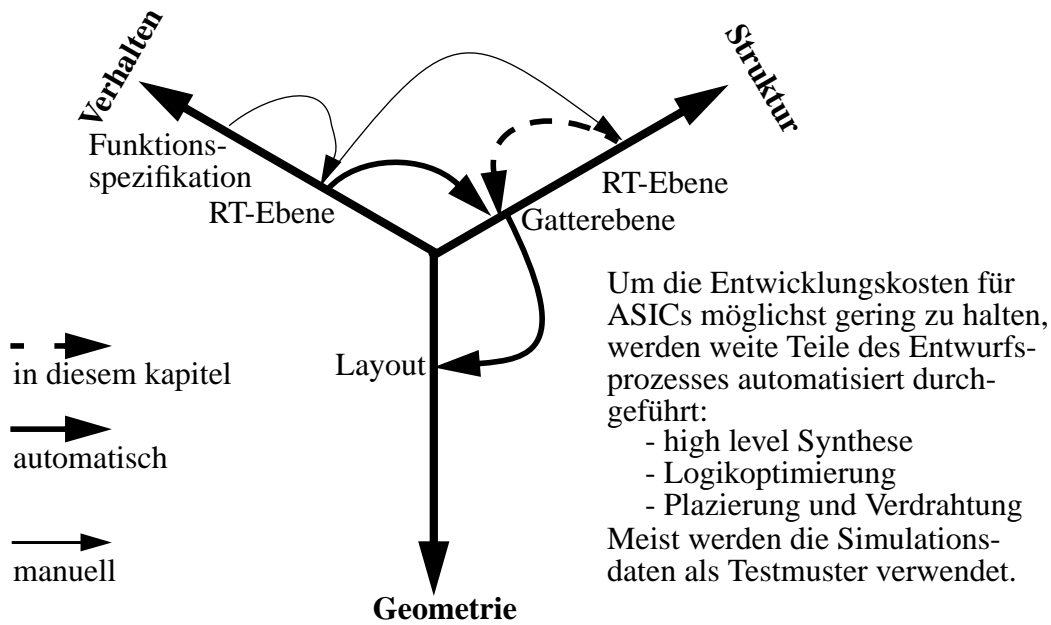 Verhalten
Struktur
Funktions-
spezifikation
RT-Ebene
RT-Ebene
Gatterebene
Layout
Geometrie
in diesem kapitel
automatisch
manuell
Um die Entwicklungskosten für
ASICs möglichst gering zu halten,
werden weite Teile des Entwurfs-
prozesses automatisiert durch-
geführt:
- high level Synthese
- Logikoptimierung
- Plazierung und Verdrahtung
Meist werden die Simulations-
daten als Testmuster verwendet.